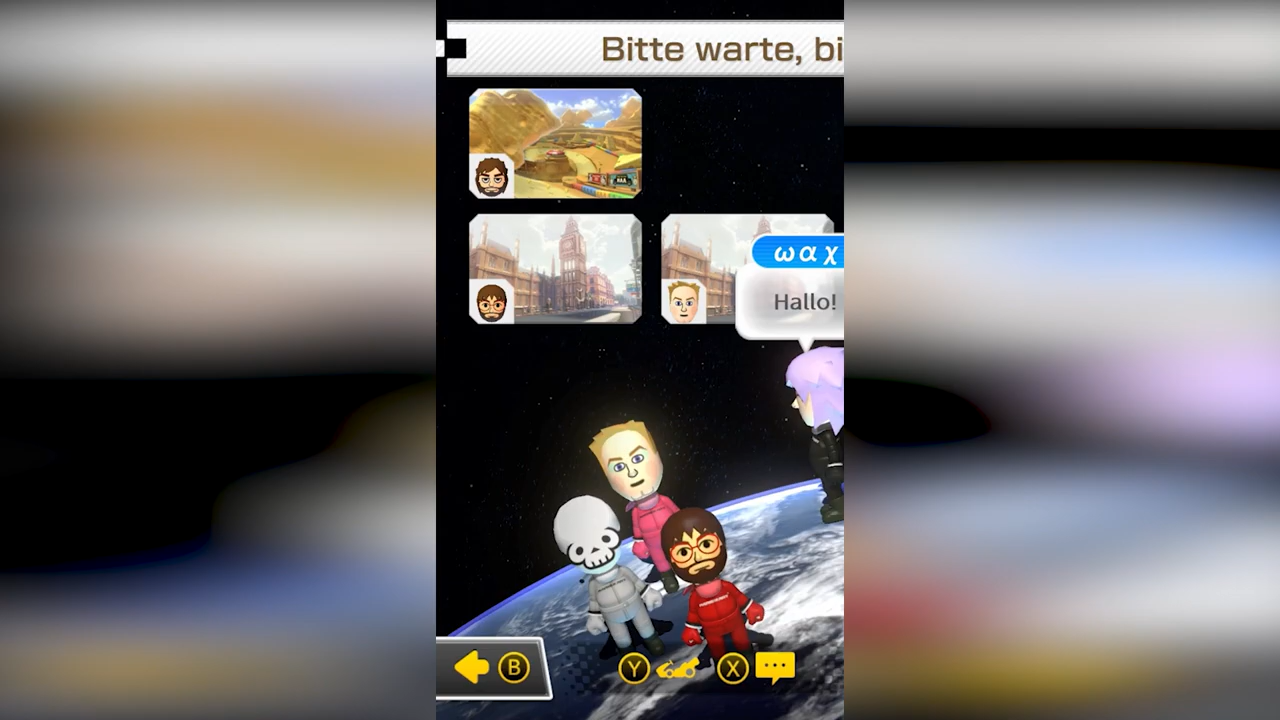 Bitte warte, bi
ωαχ
Hallo!
B
Y
X